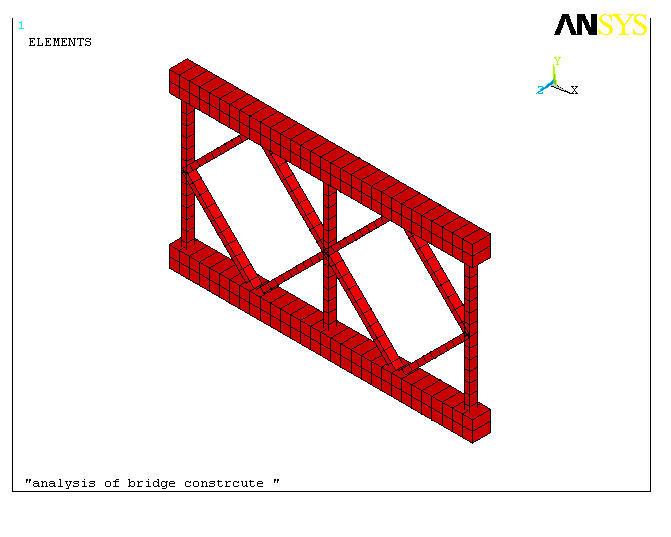 1
ANSYS
ELEMENTS
Y
Z
X
"analysis of bridge constrcute "